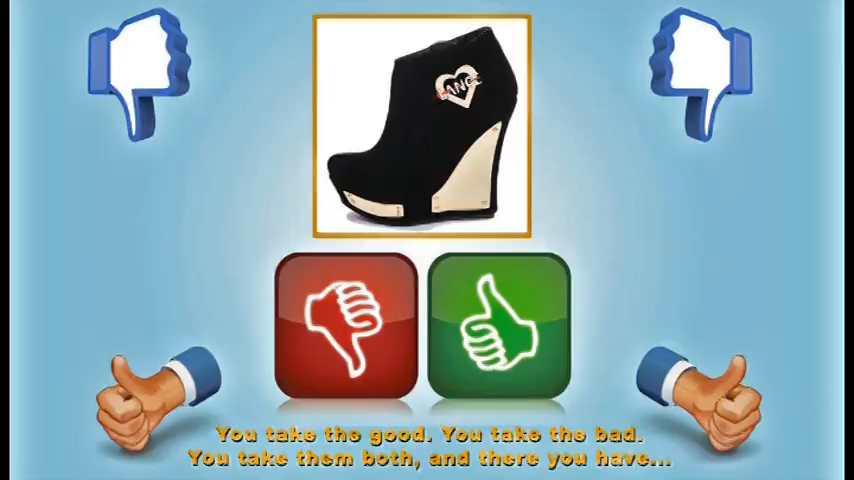 You take the good. You take the bad.
You take them both, and there you have...